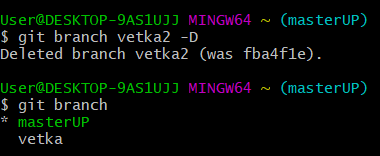 User@DESKTOP-9AS1UJJ MINGW64 ~ (masterUP)
$ git branch vetka2 -D
Deleted branch vetka2 (was fba4f1e).
User@DESKTOP-9AS1UJJ MINGW64 ~ (masterUP)
$ git branch
* masterUP
vetka